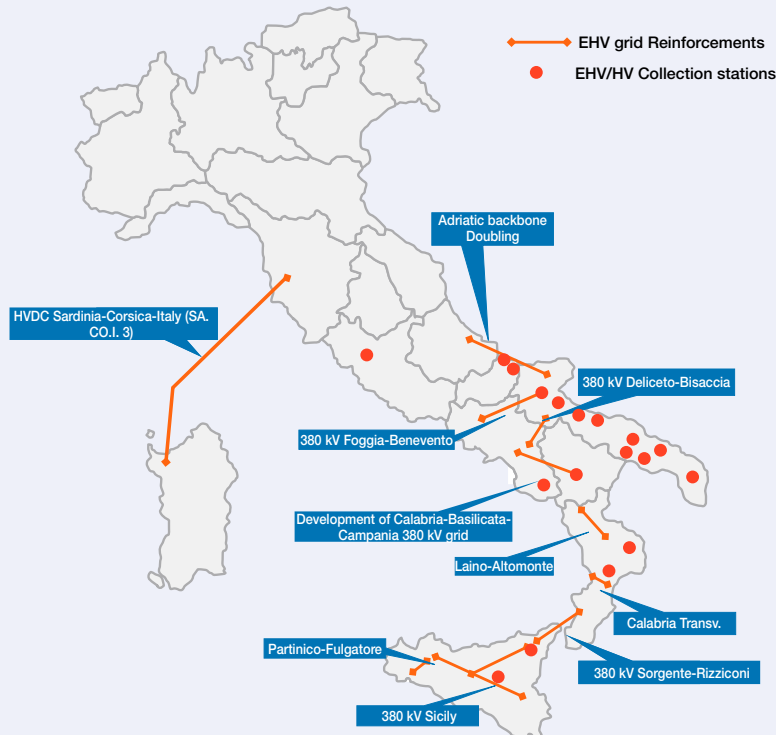 EHV grid Reinforcements
EHV/HV Collection stations
Adriatic backbone
Doubling
HVDC Sardinia-Corsica-Italy (SA.
CO.I. 3)
380 kV Deliceto-Bisaccia
380 kV Foggia-Benevento
Development of Calabria-Basilicata-
Campania 380 kV grid
Laino-Altomonte
Calabria Transv.
Partinico-Fulgatore
380 kV Sorgente-Rizziconi
380 kV Sicily